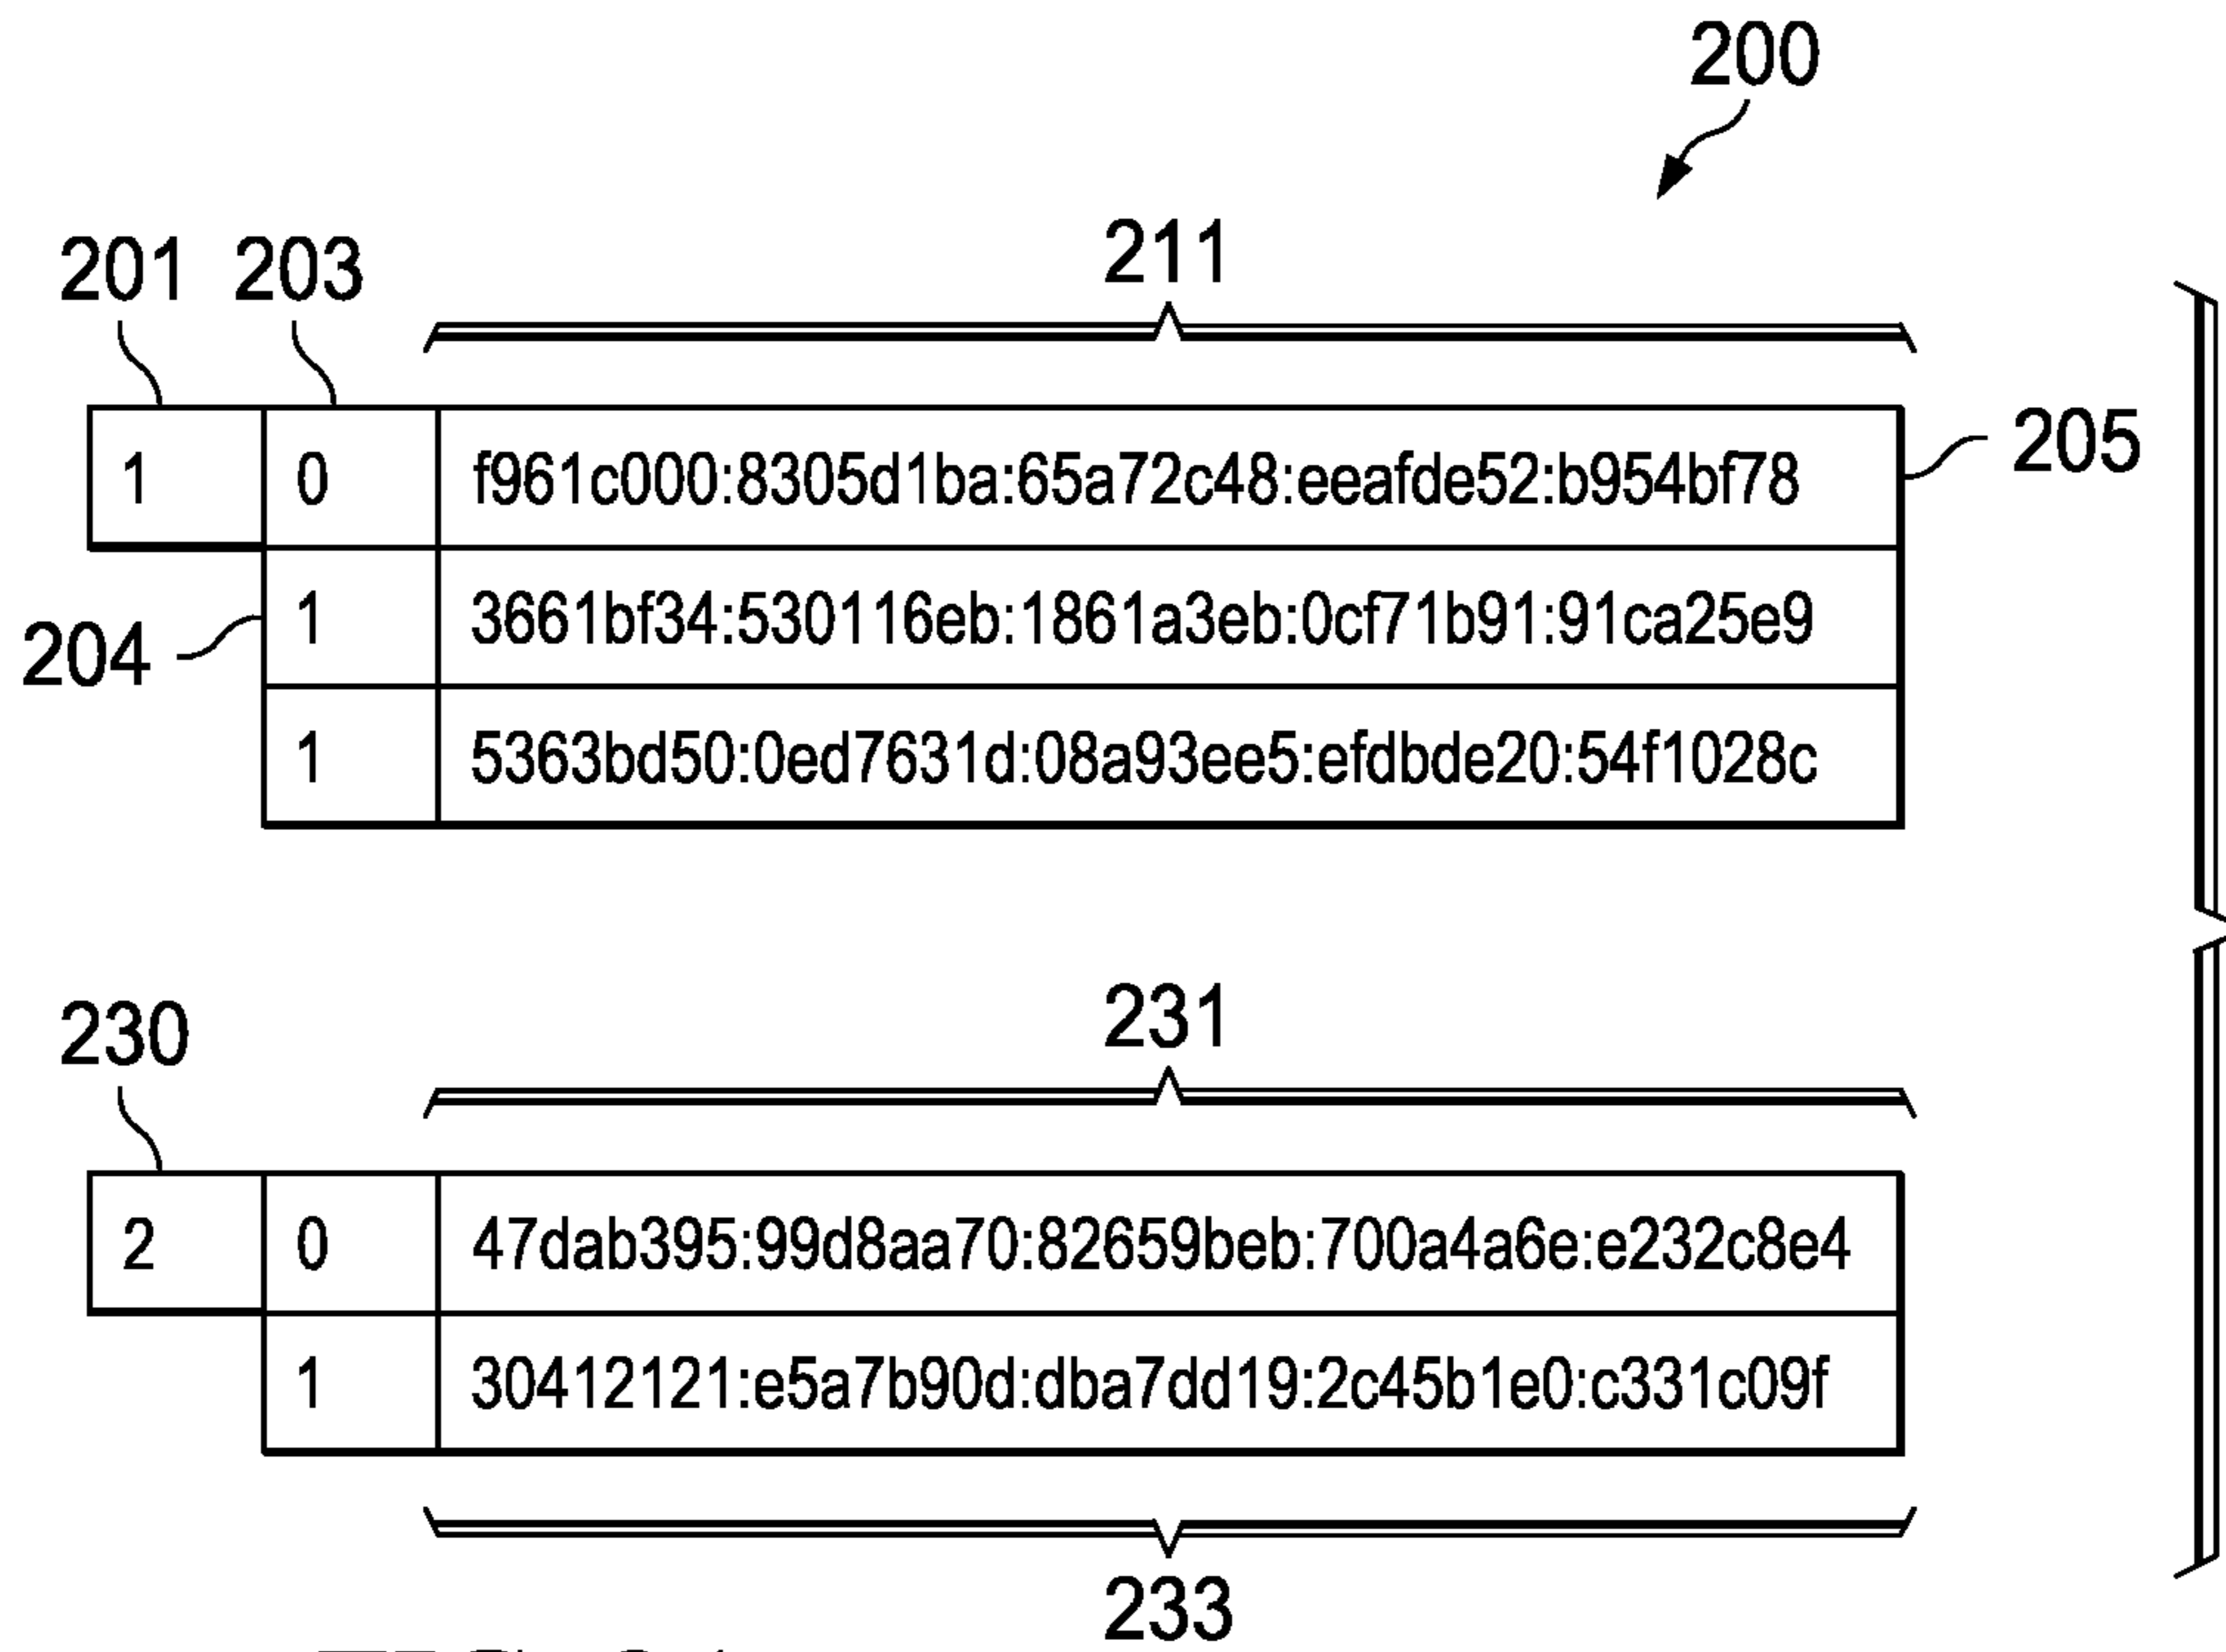 200
211
201 203
205
1 0 f961c000:8305d1ba:65a72c48:eeafde52:b954bf78
1 3661bf34:530116eb:1861a3eb:0cf71b91:91ca25e9
204
1 5363bd50:0ed7631d:08a93ee5:efdbde20:54f1028c
231
230
2 0 47dab395:99d8aa70:82659beb:700a4a6e:e232c8e4
1 30412121:e5a7b90d:dba7dd19:2c45b1e0:c331c09f
233